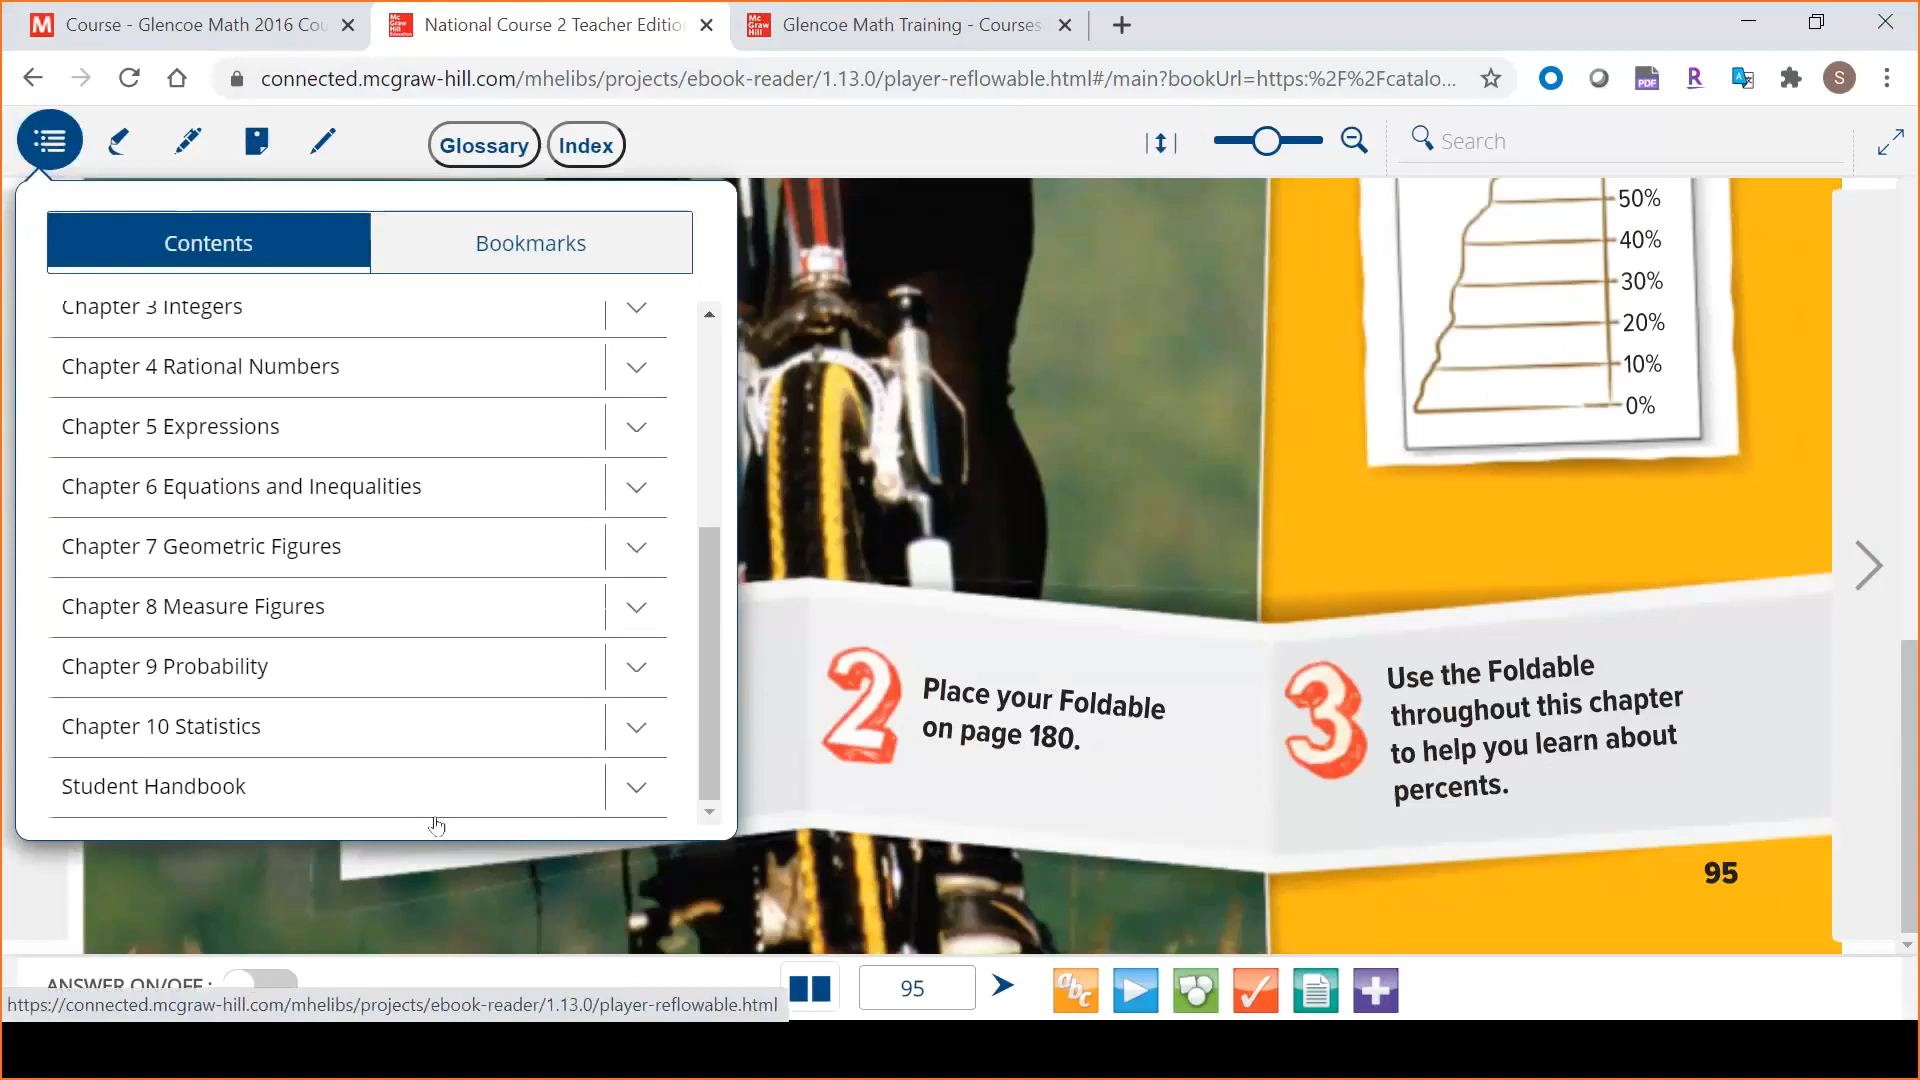 Course - Glencoe Math 2016 Cou
National Course 2 Teacher Editio
Glencoe Math Training - Courses
connected.mcgraw-hill.com/mhelibs/projects/ebook-reader/1.13.0/player-reflowable.html#/main?bookUrl=https:%2F%2Fcatalo...
PDF
R
S
Glossary
Index
Search
Contents
Bookmarks
Chapter 3 Integers
Chapter 4 Rational Numbers
Chapter 5 Expressions
Chapter 6 Equations and Inequalities
Chapter 7 Geometric Figures
Chapter 8 Measure Figures
Chapter 9 Probability
Chapter 10 Statistics
Student Handbook
50%
40%
30%
20%
10%
0%
2
Place your Foldable
on page 180.
3
Use the Foldable
throughout this chapter
to help you learn about
percents.
95
ANSWER ON/OFF :
95
abc
https://connected.mcgraw-hill.com/mhelibs/projects/ebook-reader/1.13.0/player-reflowable.html